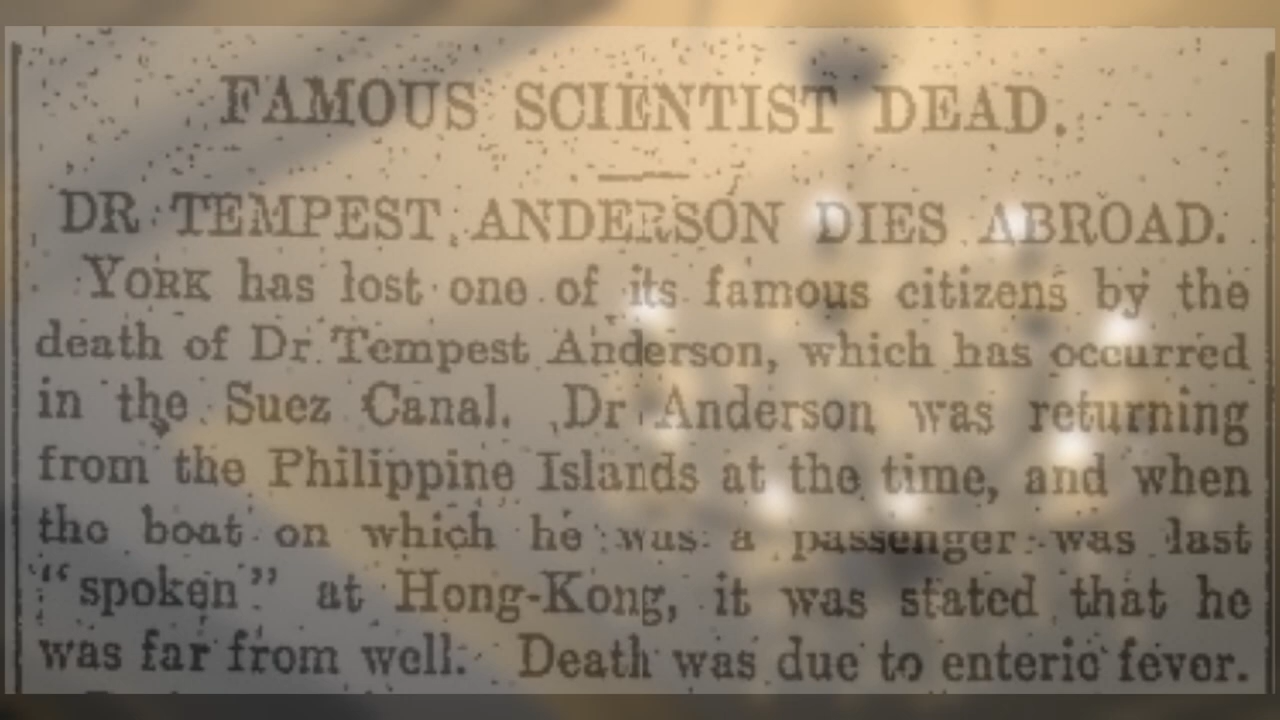 FAMOUS SCIENTIST DEAD.
DR TEMPEST ANDERSON DIES ABROAD.
YORK has lost one of its famous citizens by the
death of Dr Tempest Anderson, which has occurred
in the Suez Canal. Dr Anderson was returning
from the Philippine Islands at the time, and when
the boat on which he was a passenger was last
"spoken" at Hong-Kong, it was stated that he
was far from well. Death was due to enteric fever.